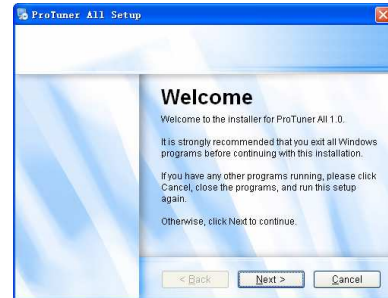 ProTuner All Setup
Welcome
Welcome to the installer for ProTuner All 1.0.
It is strongly recommended that you exit all Windows
programs before continuing with this installation.
If you have any other programs running, please click
Cancel, close the programs, and run this setup
again.
Otherwise, click Next to continue.
< Back Next > Cancel